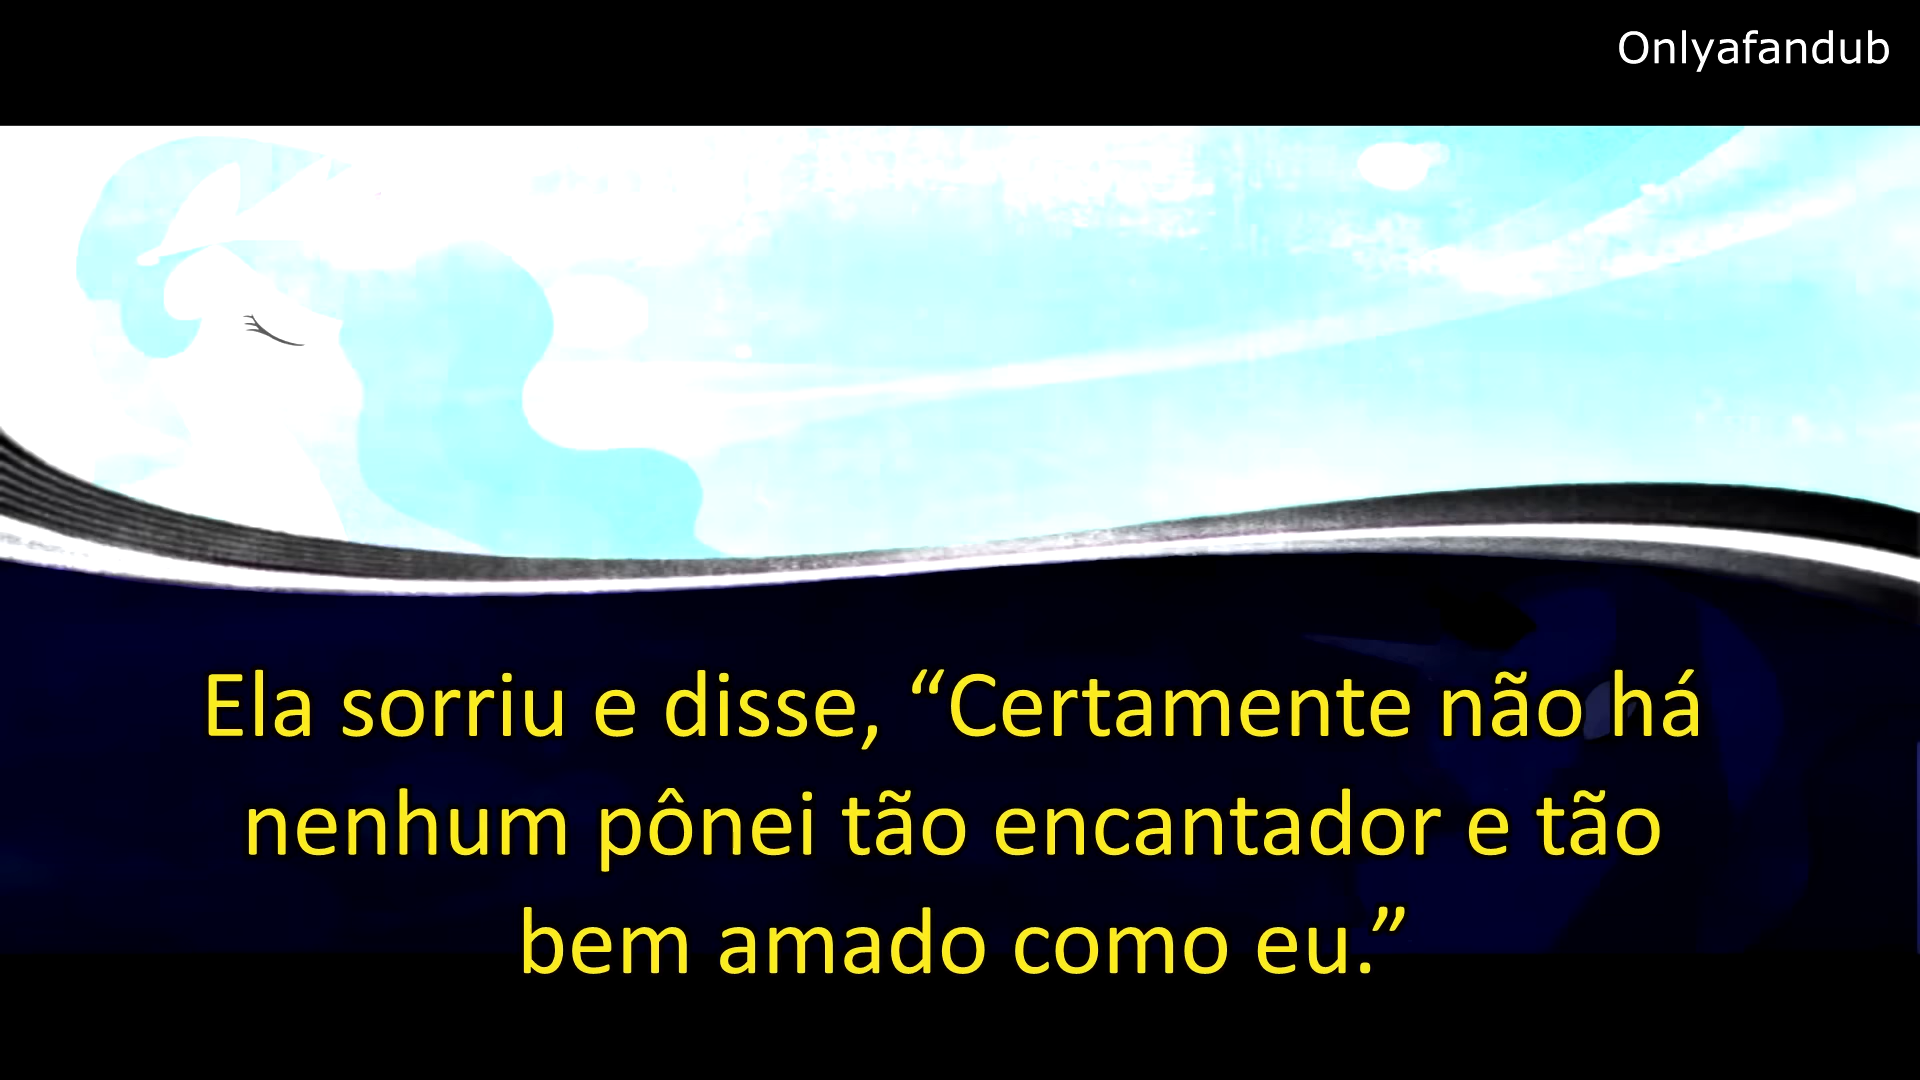 Onlyafandub
Ela sorriu e disse, “Certamente não há
nenhum pônei tão encantador e tão
bem amado como eu.”